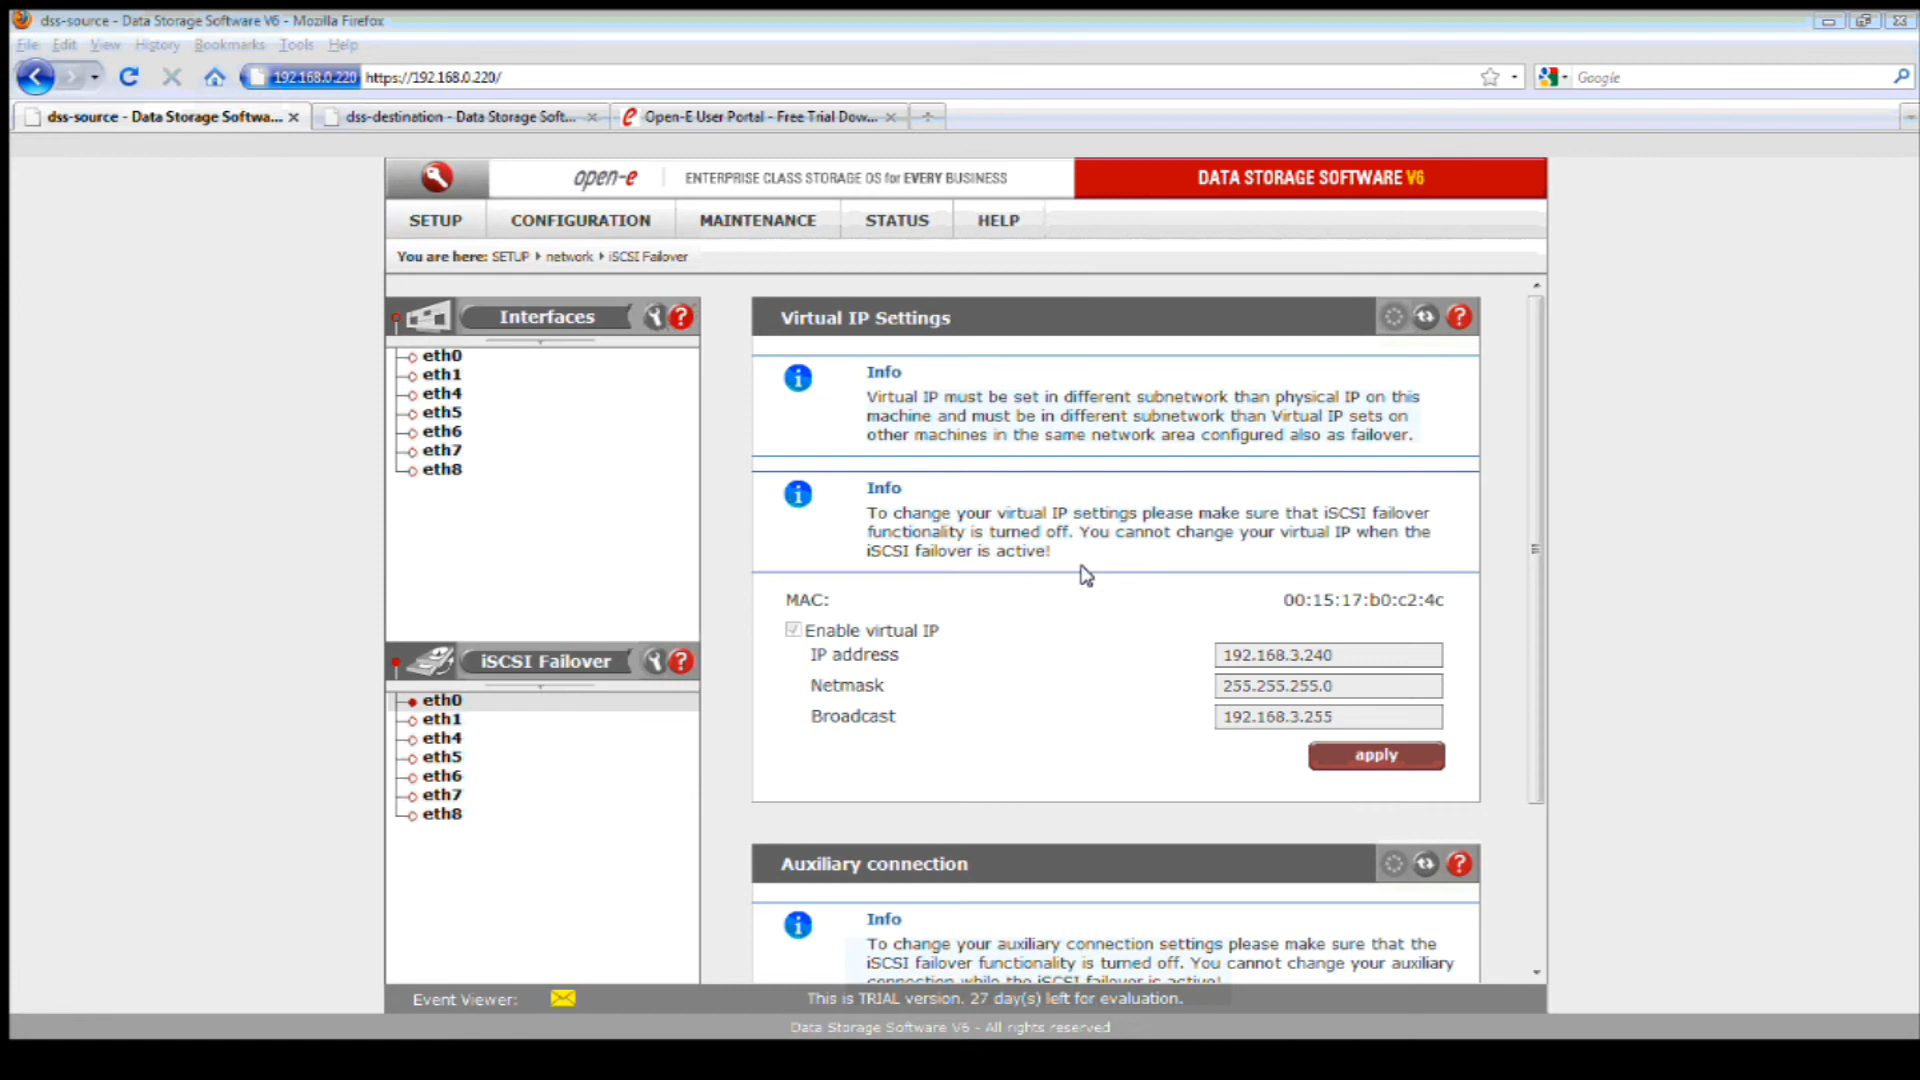 dss-source - Data Storage Software V6 - Mozilla Firefox
File Edit View History Bookmarks Tools Help
192.168.0.220 https://192.168.0.220/ Google
dss-source - Data Storage Softwa... dss-destination - Data Storage Soft... Open-E User Portal - Free Trial Dow...
open-e ENTERPRISE CLASS STORAGE OS for EVERY BUSINESS DATA STORAGE SOFTWARE V6
SETUP CONFIGURATION MAINTENANCE STATUS HELP
You are here: SETUP network iSCSI Failover
Interfaces
eth0
eth1
eth4
eth5
eth6
eth7
eth8
iSCSI Failover
eth0
eth1
eth4
eth5
eth6
eth7
eth8
Virtual IP Settings
Info
Virtual IP must be set in different subnetwork than physical IP on this
machine and must be in different subnetwork than Virtual IP sets on
other machines in the same network area configured also as failover.
Info
To change your virtual IP settings please make sure that iSCSI failover
functionality is turned off. You cannot change your virtual IP when the
iSCSI failover is active!
MAC: 00:15:17:b0:c2:4c
Enable virtual IP
IP address 192.168.3.240
Netmask 255.255.255.0
Broadcast 192.168.3.255
apply
Auxiliary connection
Info
To change your auxiliary connection settings please make sure that the
iSCSI failover functionality is turned off. You cannot change your auxiliary
connection while the iSCSI failover is active!
Event Viewer: This is TRIAL version. 27 day(s) left for evaluation.
Data Storage Software V6 - All rights reserved